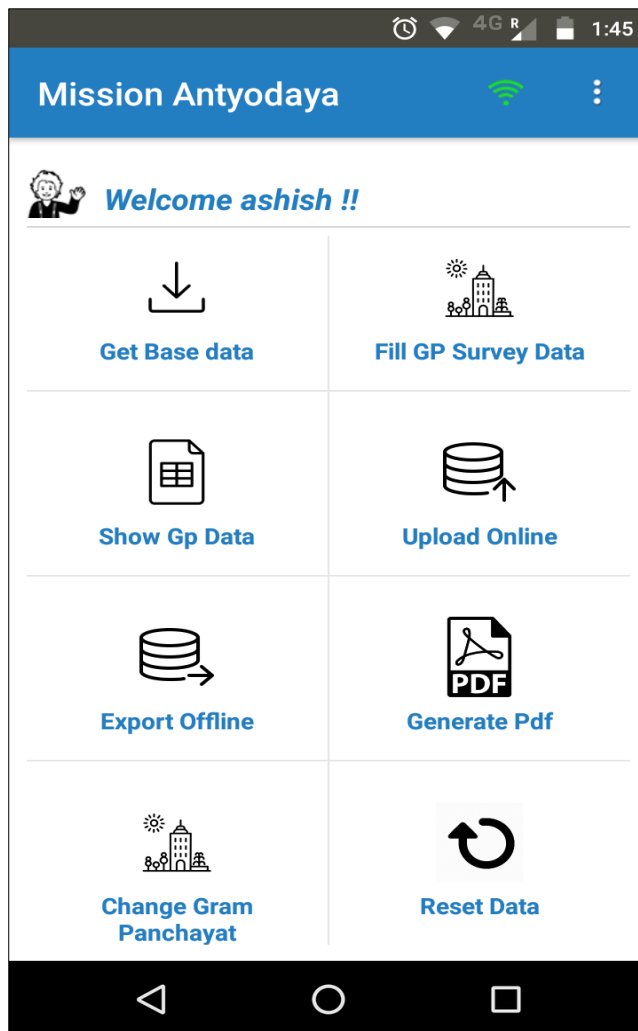 4G R 1:45
Mission Antyodaya
Welcome ashish !!
Get Base data
Fill GP Survey Data
Show Gp Data
Upload Online
Export Offline
PDF
Generate Pdf
Change Gram
Panchayat
Reset Data